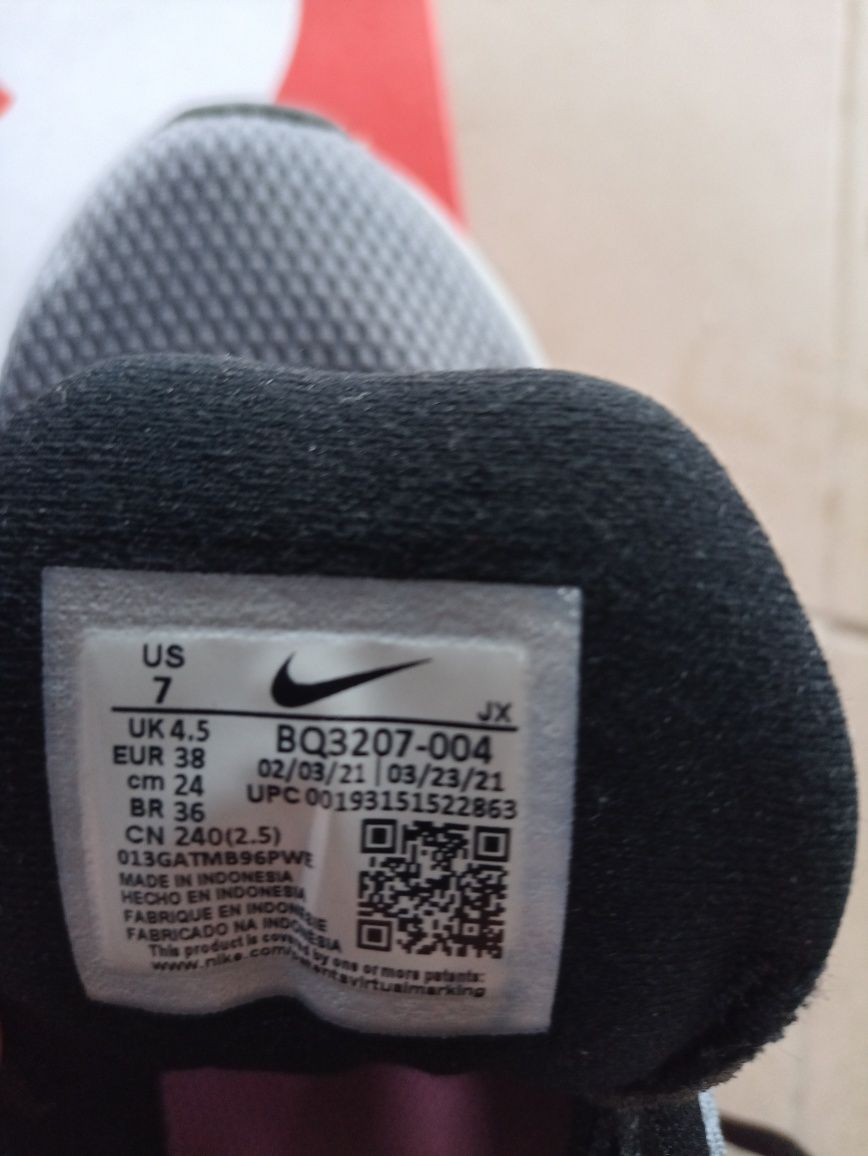 US
7
JX
UK 4.5
EUR 38
cm 24
BR 36
CN 240(2.5)
BQ3207-004
02/03/21 | 03/23/21
UPC 00193151522863
013GATMB96PWE
MADE IN INDONESIA
HECHO EN INDONESIA
FABRIQUE EN INDONESIE
FABRICADO NA INDONESIA
This product is covered by one or more patents:
www.nike.com/patentsvirtualmarking